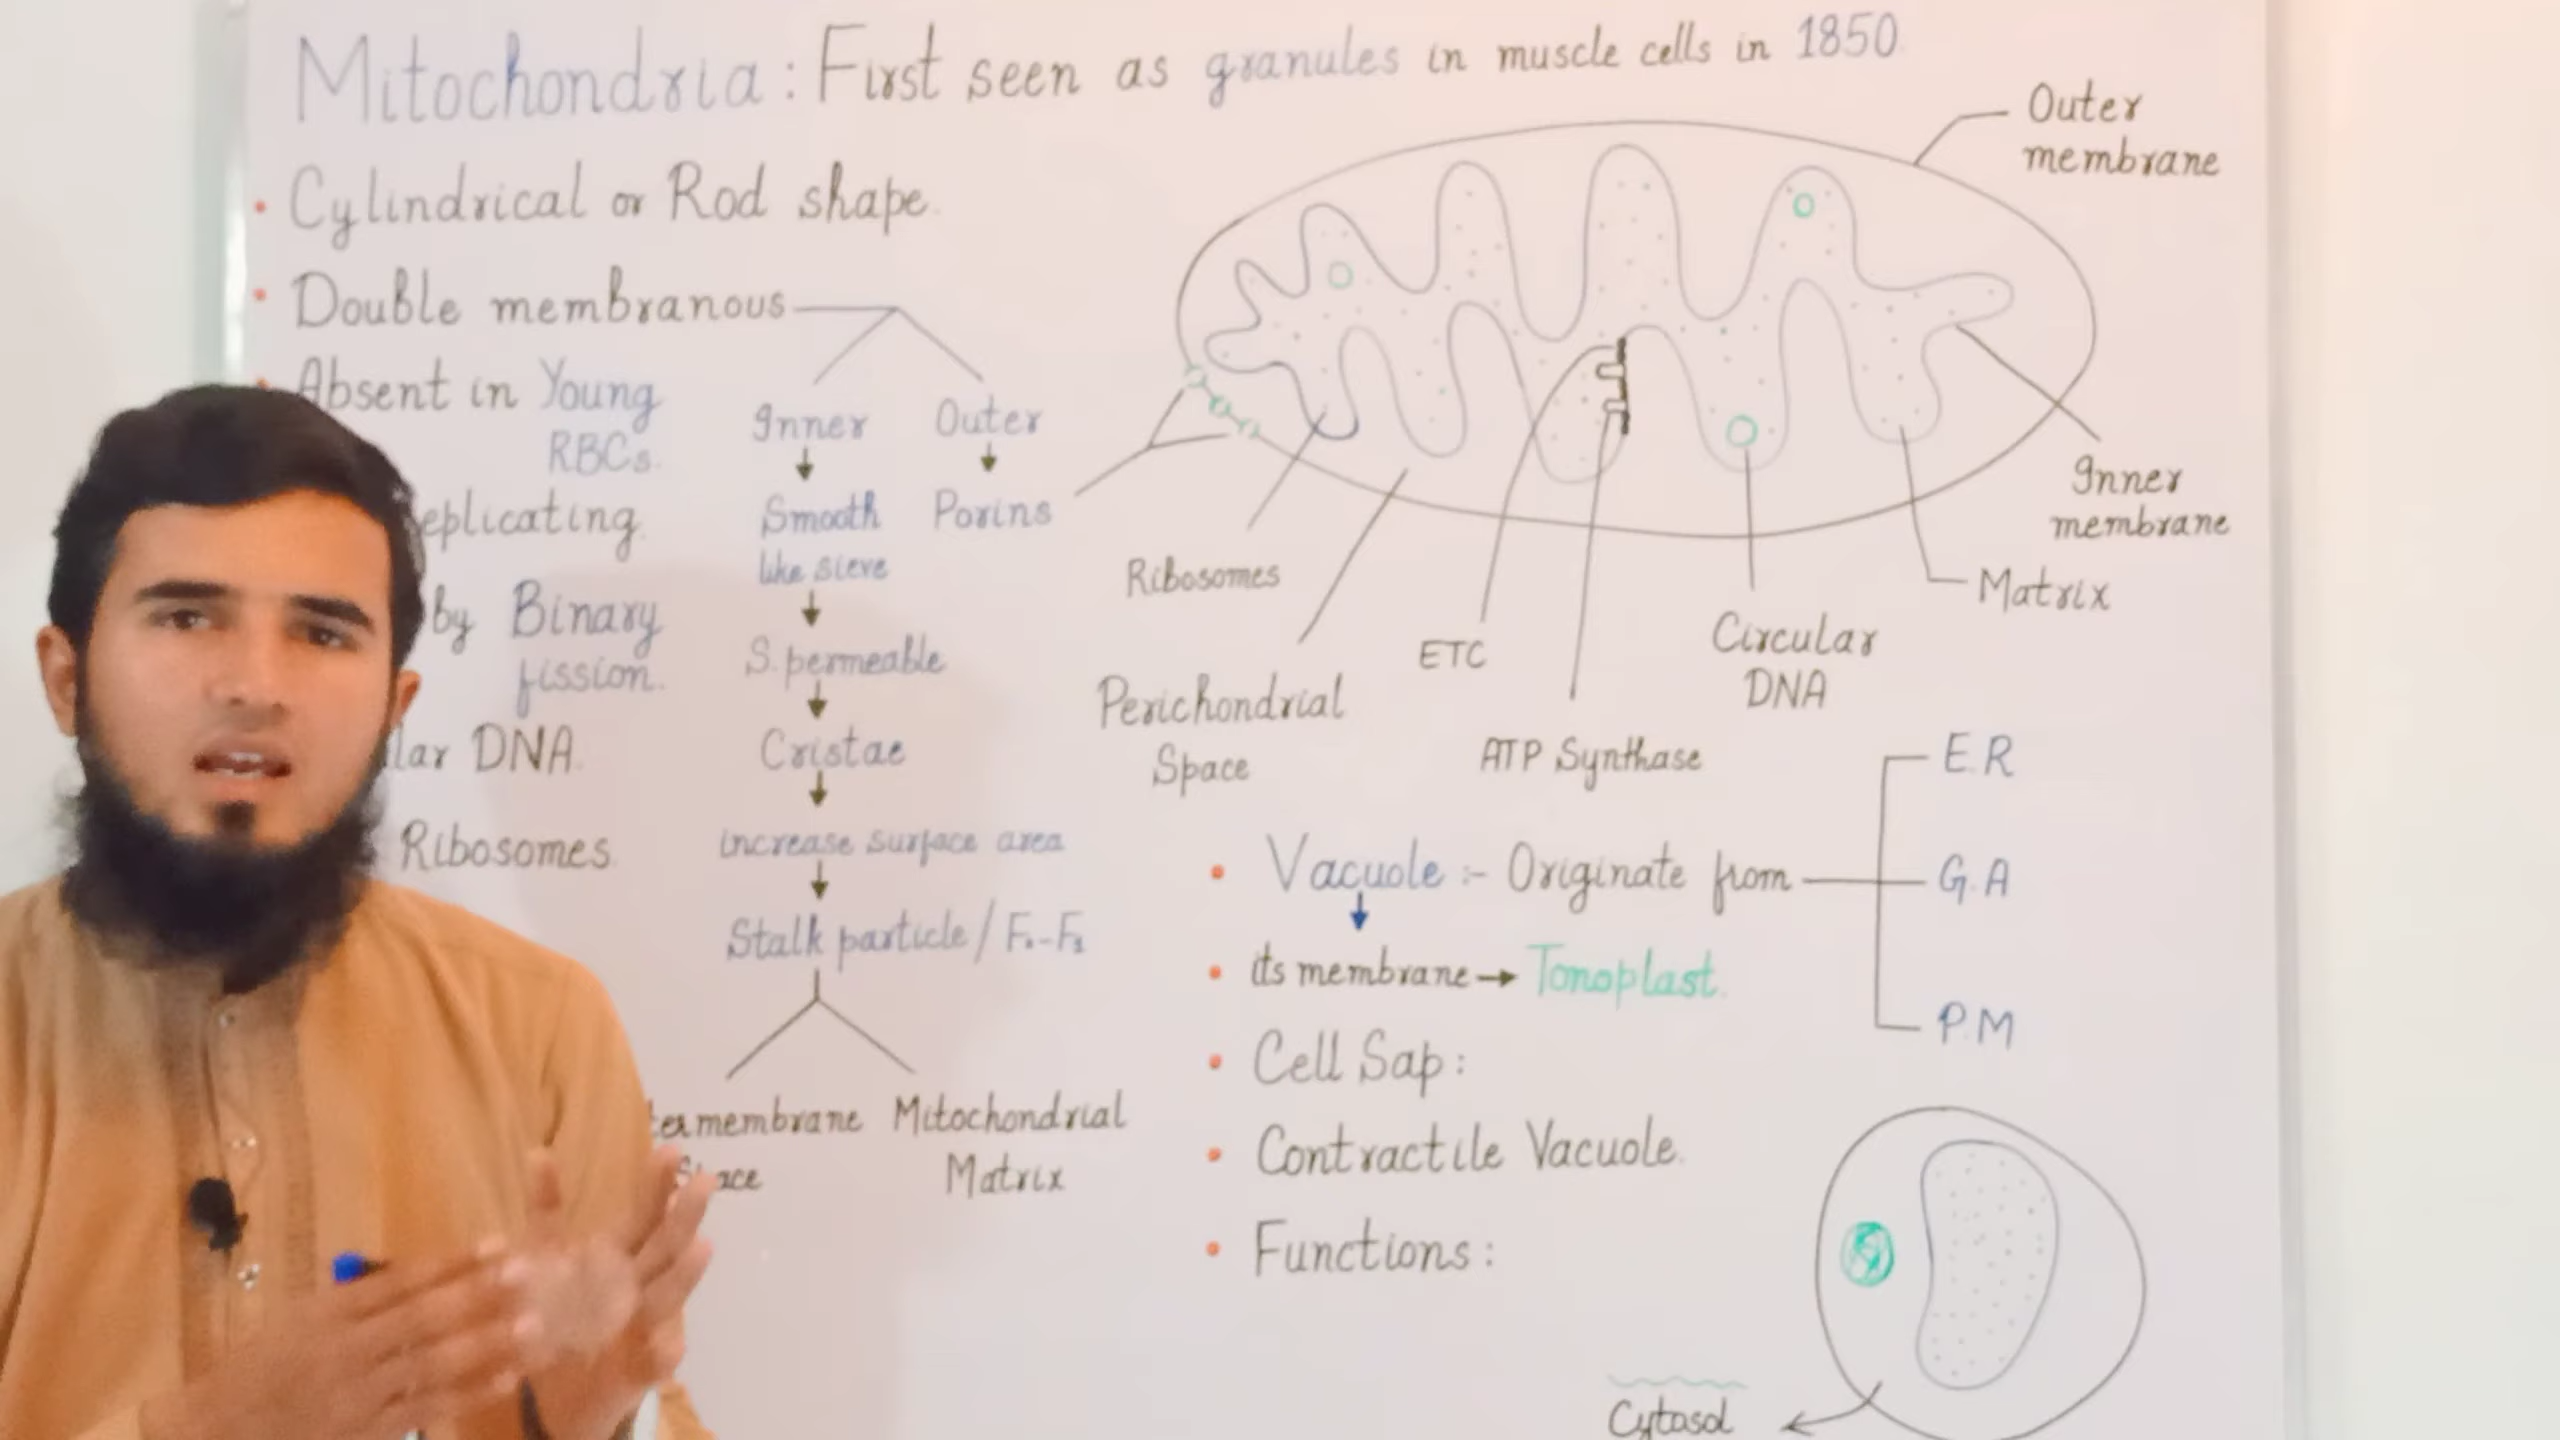 Mitochondria : First seen as granules in muscle cells in 1850
• Cylindrical or Rod shape.
• Double membranous
Absent in Young
RBCs.
eplicating.
by Binary
fission.
lar DNA.
Ribosomes.
Inner
Smooth
like sieve
S. permeable
Cristae
increase surface area
Stalk particle / F₀-F₁
termembrane
Space
Mitochondrial
Matrix
Outer
Porins
Outer
membrane
Inner
membrane
Matrix
Circular
DNA
ATP Synthase
ETC
Perichondrial
Space
Ribosomes
• Vacuole :- Originate from
E.R
G.A
P.M
• its membrane → Tonoplast.
• Cell Sap :
• Contractile Vacuole.
• Functions :
Cytosol